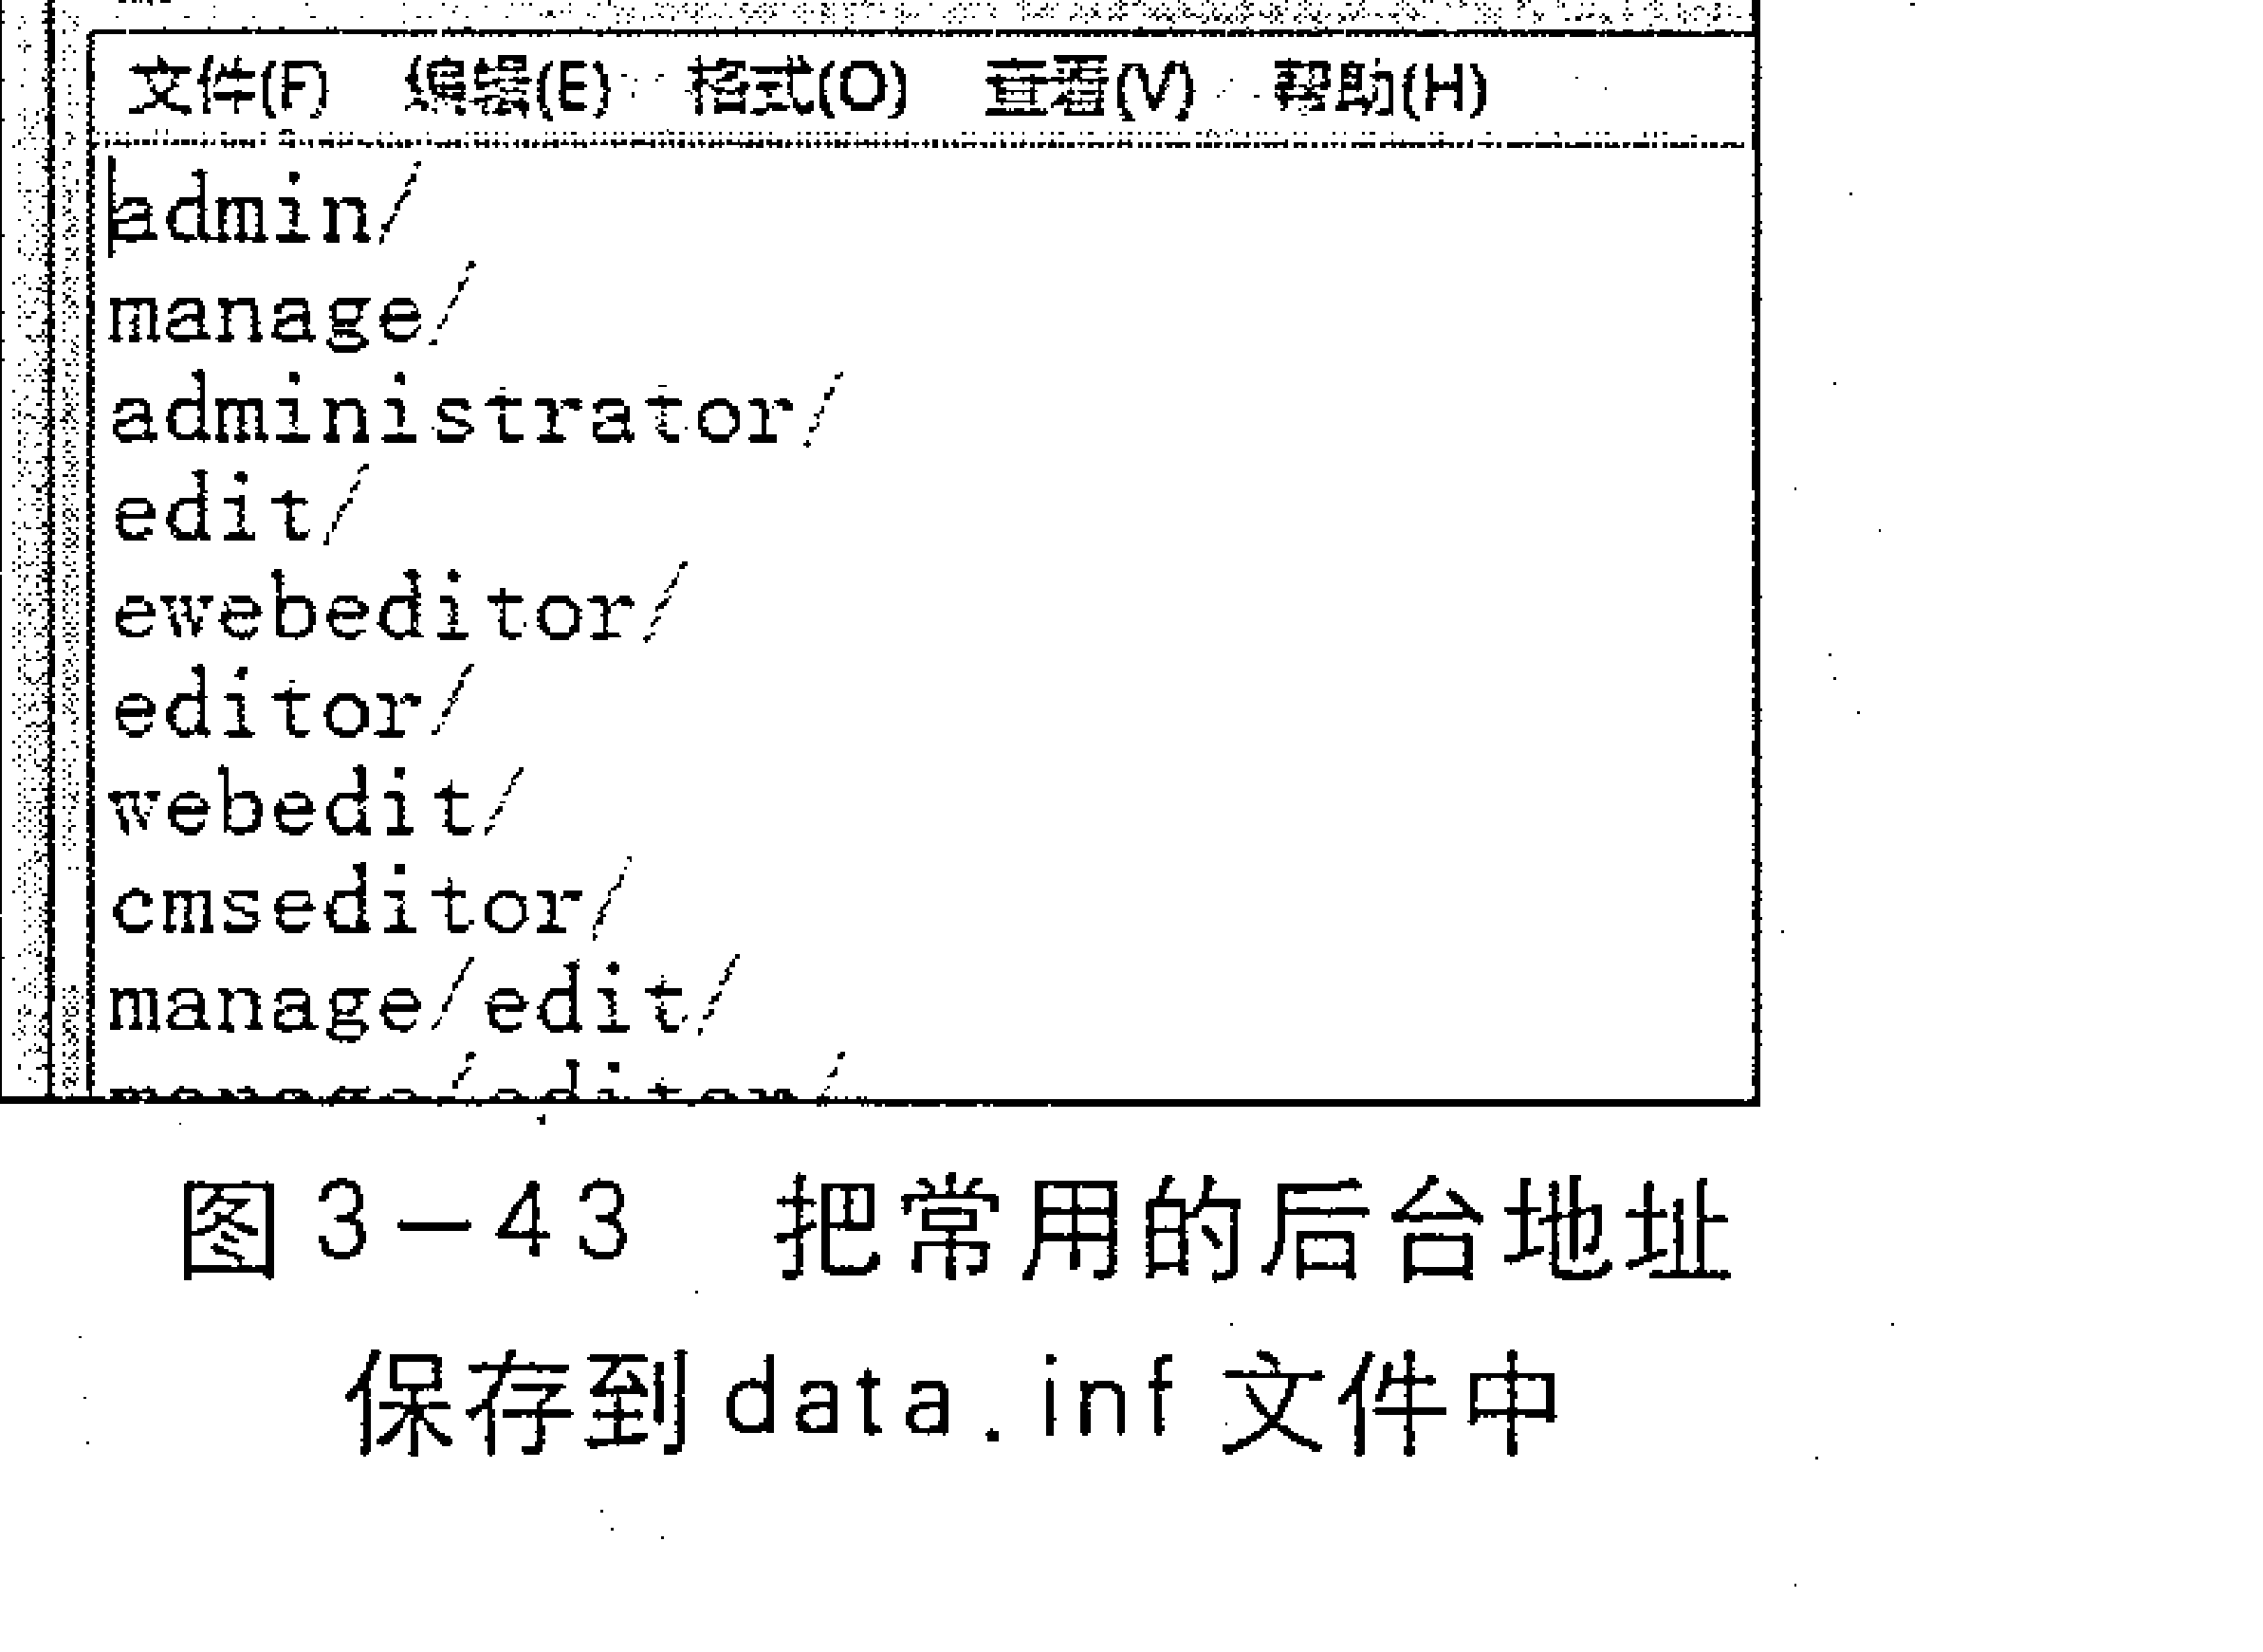 文件(F) 编辑(E) 格式(O) 查看(V) 帮助(H)
admin/
manage/
administrator/
edit/
ewebeditor/
editor/
webedit/
cmseditor/
manage/edit/
图3-43 把常用的后台地址
保存到data.inf文件中